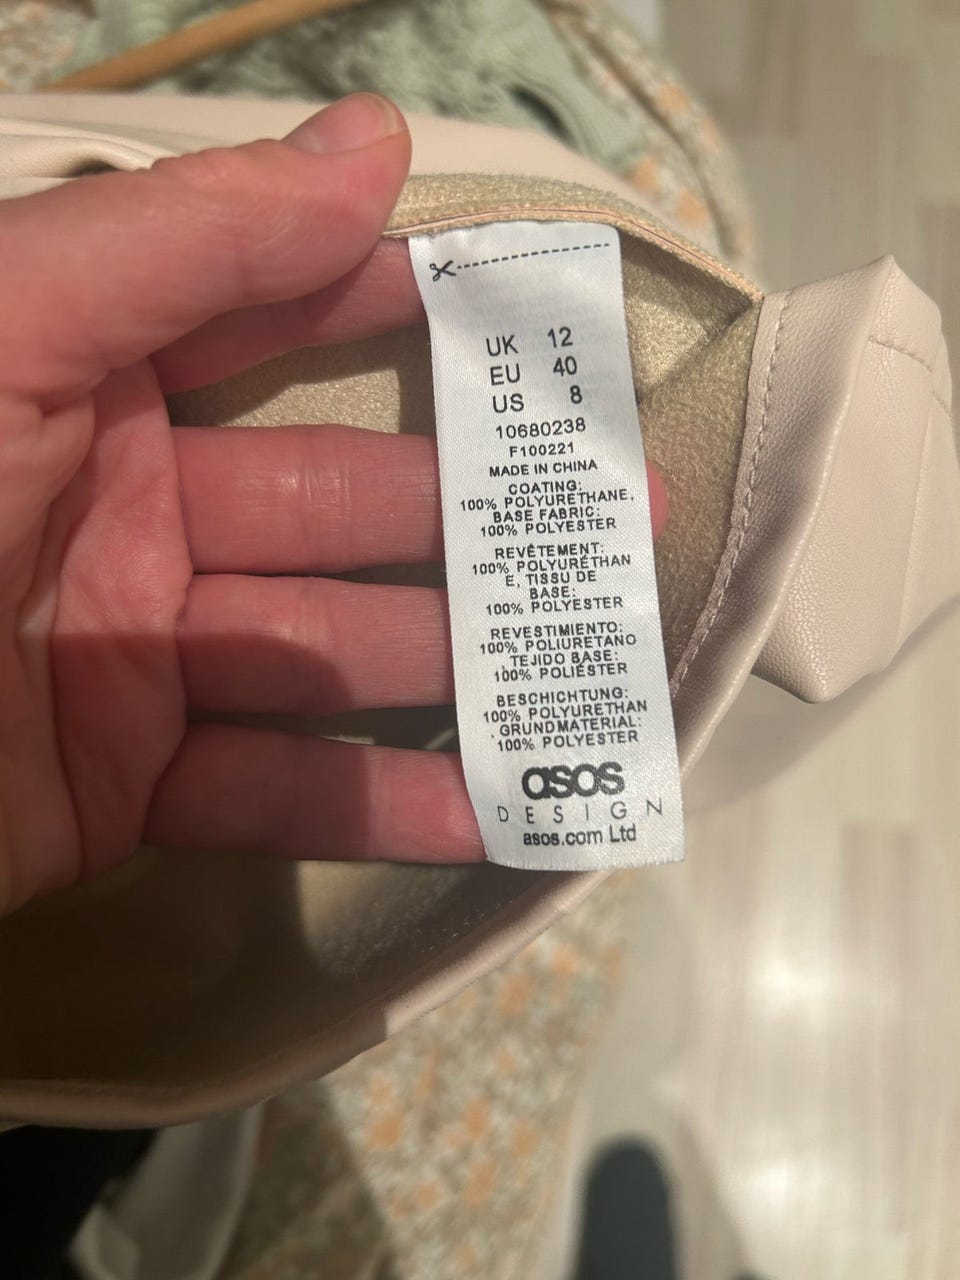 UK 12
EU 40
US 8
10680238
F100221
MADE IN CHINA
COATING:
100% POLYURETHANE,
BASE FABRIC:
100% POLYESTER
REVÊTEMENT:
100% POLYURÉTHAN
E, TISSU DE
BASE:
100% POLYESTER
REVESTIMIENTO:
100% POLIURETANO
, TEJIDO BASE:
100% POLIÉSTER
BESCHICHTUNG:
100% POLYURETHAN
, GRUNDMATERIAL:
100% POLYESTER
asos
DESIGN
asos.com Ltd